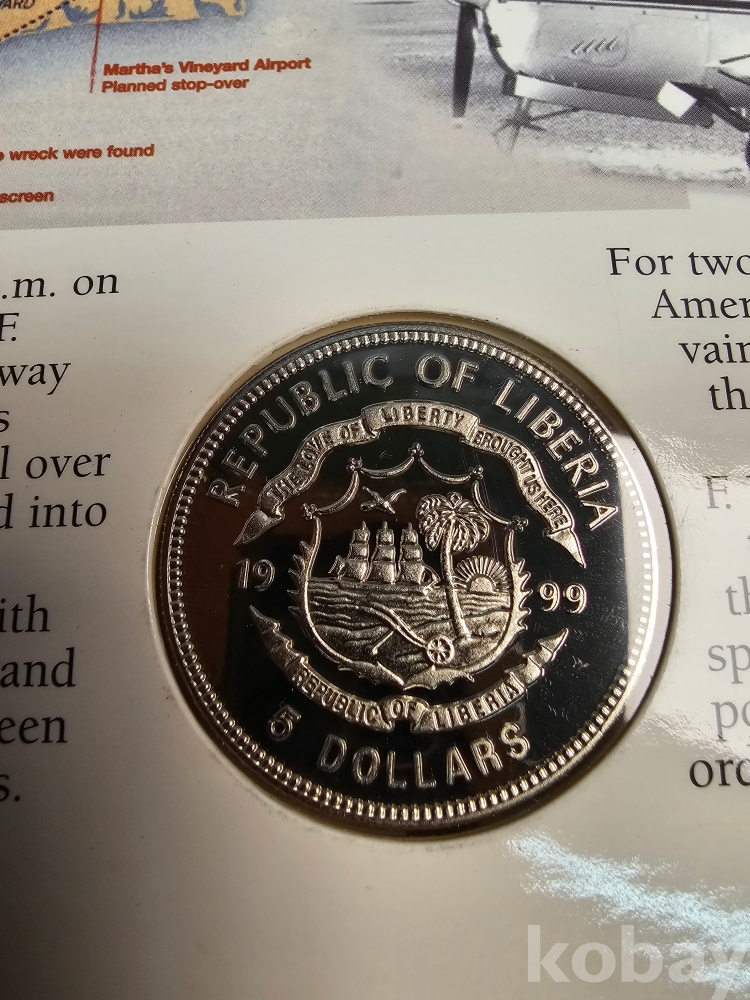 ARD
Martha's Vineyard Airport
Planned stop-over
e wreck were found
screen
.m. on
F.
way
s
l over
d into
ith
and
een
s.
For two
Amer
vain
th
F.
th
sp
po
ord
REPUBLIC OF LIBERIA
THE LOVE OF LIBERTY BROUGHT US HERE
19 99
REPUBLIC OF LIBERIA
5 DOLLARS
kobay